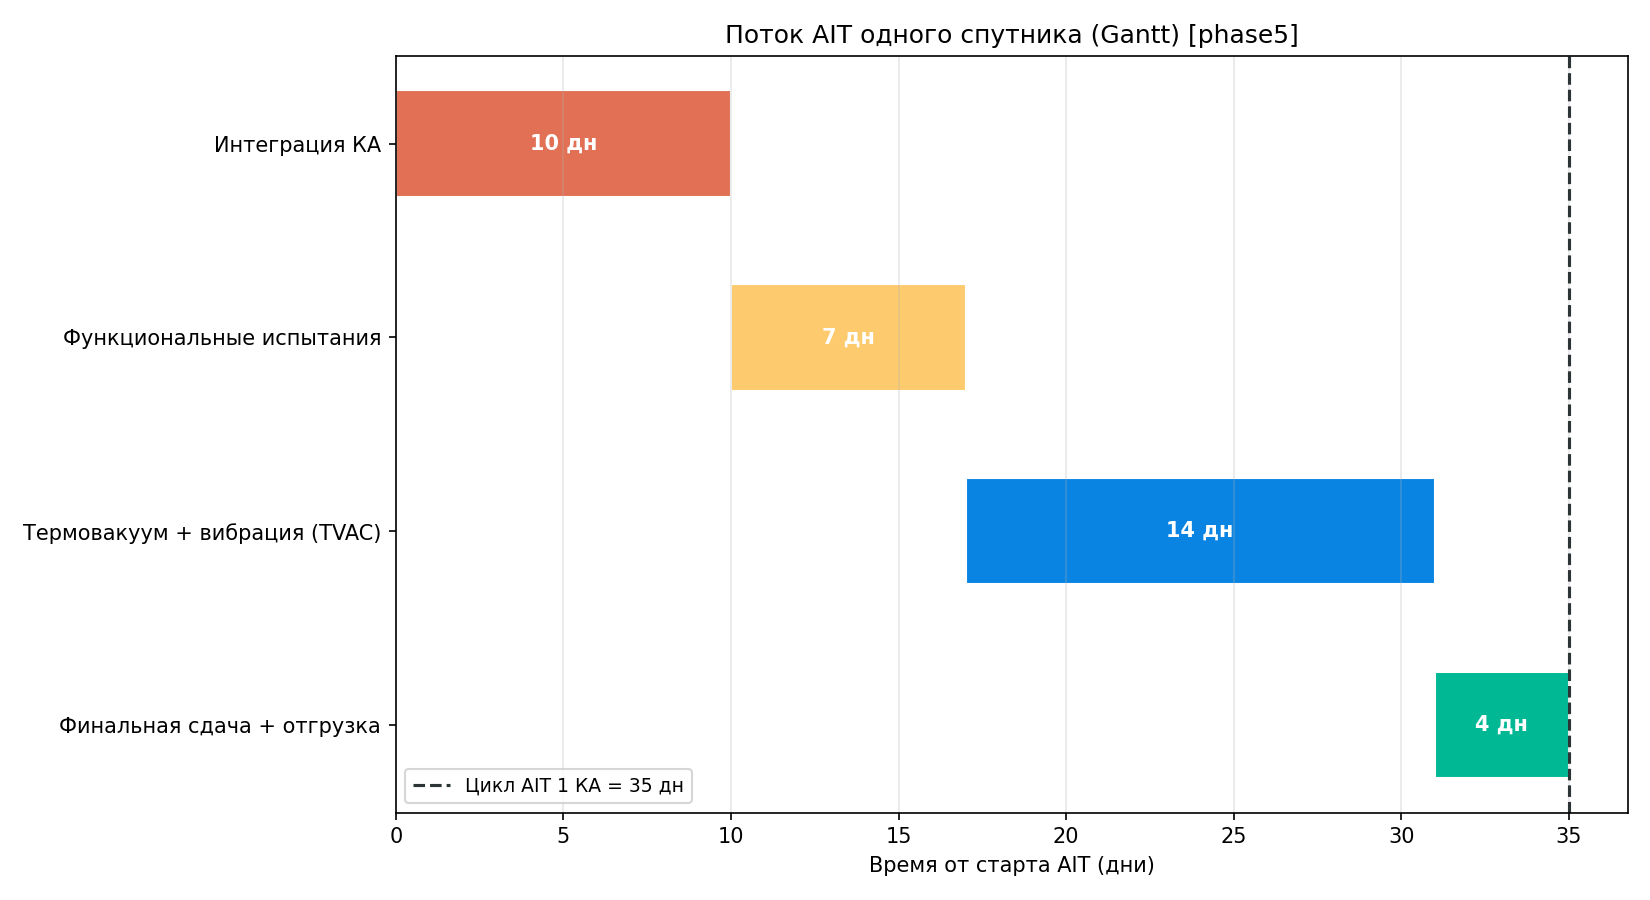 Поток AIT одного спутника (Gantt) [phase5]
Интеграция КА
10 дн
Функциональные испытания
7 дн
Термовакуум + вибрация (TVAC)
14 дн
Финальная сдача + отгрузка
4 дн
Цикл AIT 1 КА = 35 дн
0 5 10 15 20 25 30 35
Время от старта AIT (дни)